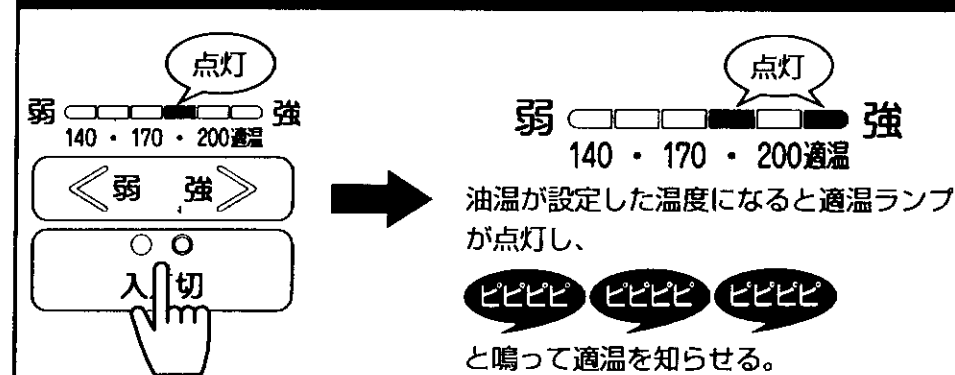 点灯
弱 強
140 ・ 170 ・ 200適温
弱 強
入 切
点灯
弱 強
140 ・ 170 ・ 200適温
油温が設定した温度になると適温ランプ
が点灯し、
ピピピピ ピピピピ ピピピピ
と鳴って適温を知らせる。